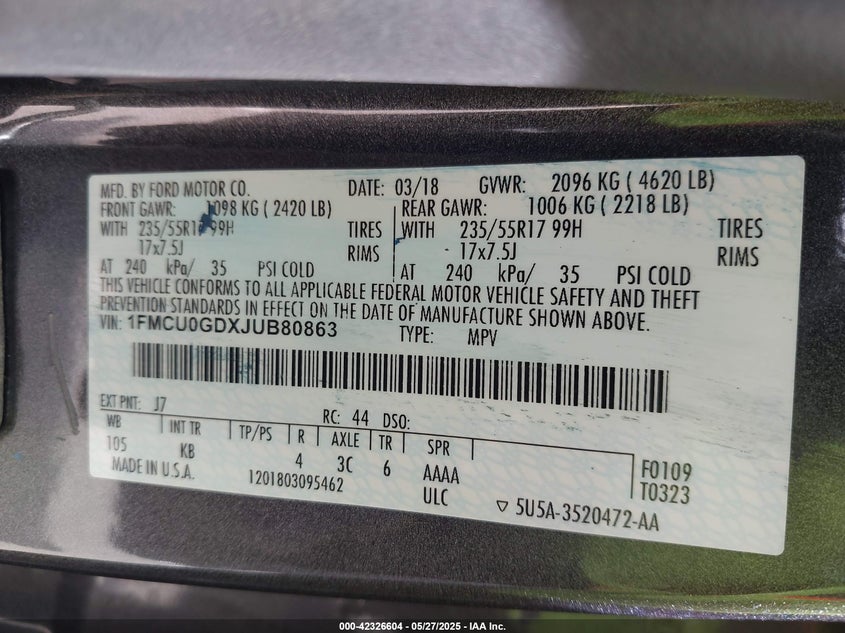 MFD. BY FORD MOTOR CO. DATE: 03/18 GVWR: 2096 KG ( 4620 LB)
FRONT GAWR: 1098 KG ( 2420 LB) REAR GAWR: 1006 KG ( 2218 LB)
WITH 235/55R17 99H TIRES WITH 235/55R17 99H TIRES
17x7.5J RIMS 17x7.5J RIMS
AT 240 kPa/ 35 PSI COLD AT 240 kPa/ 35 PSI COLD
THIS VEHICLE CONFORMS TO ALL APPLICABLE FEDERAL MOTOR VEHICLE SAFETY AND THEFT
PREVENTION STANDARDS IN EFFECT ON THE DATE OF MANUFACTURE SHOWN ABOVE.
VIN: 1FMCU0GDXJUB80863 TYPE: MPV
EXT PNT: J7 RC: 44 DSO:
WB INT TR TP/PS R AXLE TR SPR
105 KB 4 3C 6 AAAA F0109
MADE IN U.S.A. 1201803095462 ULC T0323
5U5A-3520472-AA
000-42326604 — 05/27/2025 — IAA Inc.